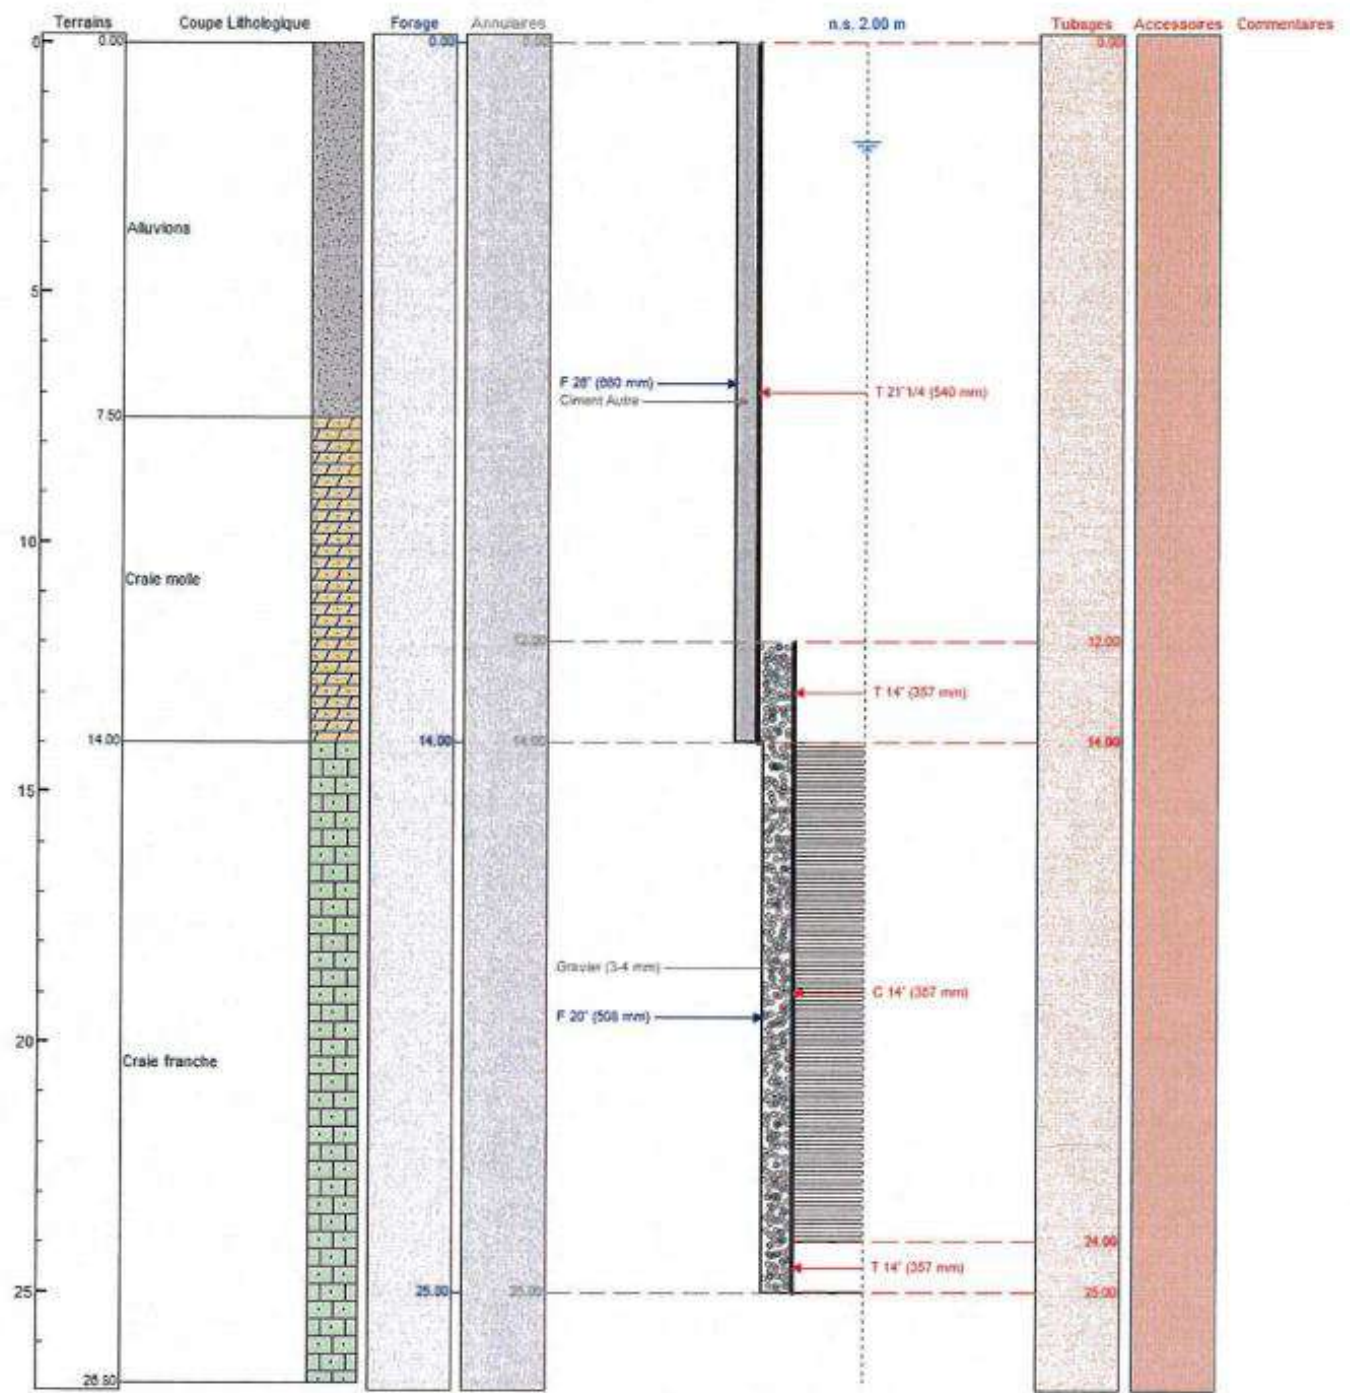 Terrains Coupe Lithologique Forage Annulaires n.s. 2.00 m Tubages Accessoires Commentaires
0 0.00 0.00 0.00 0.00
Alluvions
5
F 26" (660 mm) T 21"1/4 (540 mm)
Ciment Autre
7.50
10
Craie molle
12.00 12.00
T 14" (357 mm)
14.00 14.00 14.00 14.00
15
Gravier (3-4 mm)
C 14" (357 mm)
F 20" (508 mm)
20
Craie franche
24.00
T 14" (357 mm)
25 25.00 25.00 25.00